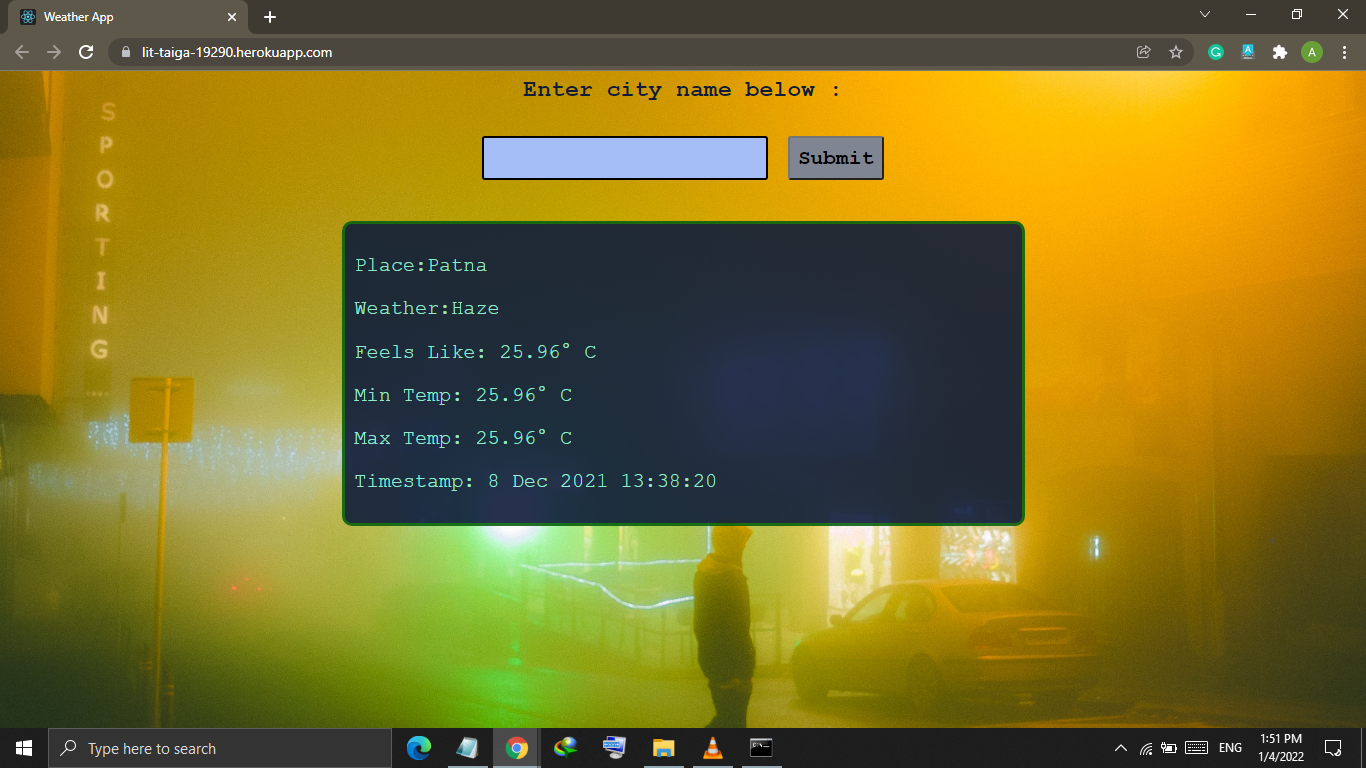 Weather App
lit-taiga-19290.herokuapp.com
A
A
Enter city name below :
Submit
SPORTING
Place:Patna
Weather:Haze
Feels Like: 25.96° C
Min Temp: 25.96° C
Max Temp: 25.96° C
Timestamp: 8 Dec 2021 13:38:20
Type here to search
ENG
1:51 PM
1/4/2022